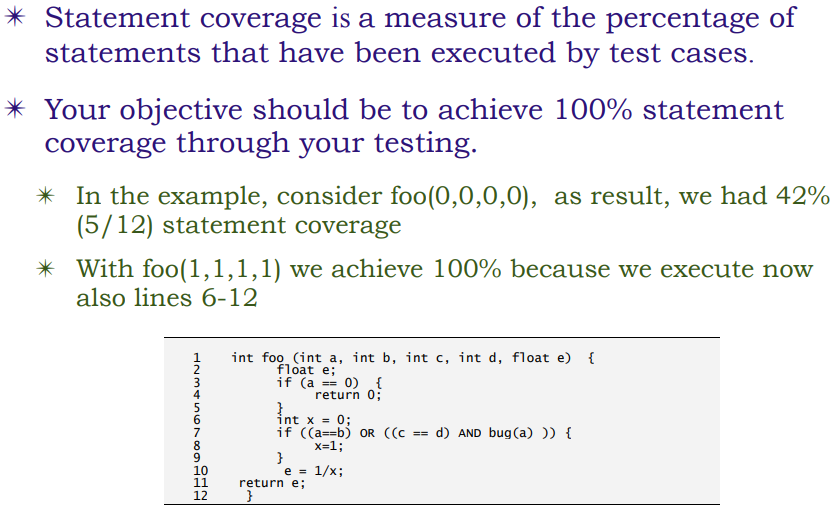 ✴ Statement coverage is a measure of the percentage of
statements that have been executed by test cases.
✴ Your objective should be to achieve 100% statement
coverage through your testing.
✴ In the example, consider foo(0,0,0,0),  as result, we had 42%
(5/12) statement coverage
✴ With foo(1,1,1,1) we achieve 100% because we execute now
also lines 6-12
1 int foo (int a, int b, int c, int d, float e)  {
2 float e;
3 if (a == 0)  {
4 return 0;
5 }
6 int x = 0;
7 if ((a==b) OR ((c == d) AND bug(a) )) {
8 x=1;
9 }
10 e = 1/x;
11 return e;
12 }